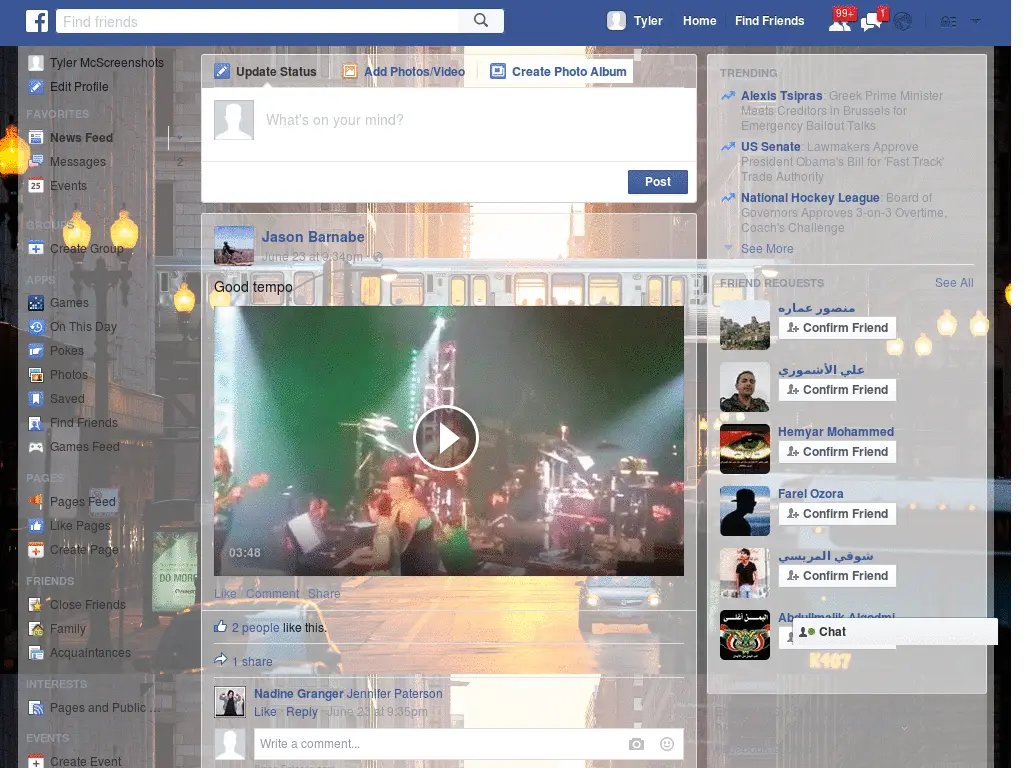 Find friends
Tyler
Home
Find Friends
99+
1
Tyler McScreenshots
Edit Profile
FAVORITES
News Feed
Messages
2
25
Events
GROUPS
Create Group
APPS
Games
On This Day
Pokes
Photos
Saved
Find Friends
Games Feed
PAGES
Pages Feed
Like Pages
Create Page
FRIENDS
Close Friends
Family
Acquaintances
INTERESTS
Pages and Public ...
EVENTS
Create Event
Update Status
Add Photos/Video
Create Photo Album
What's on your mind?
Post
Jason Barnabe
June 23 at 9:34pm
Good tempo
03:48
Like Comment Share
2 people like this.
1 share
Nadine Granger Jennifer Paterson
Like Reply June 23 at 9:35pm
Write a comment...
DO MORE
TRENDING
Alexis Tsipras: Greek Prime Minister
Meets Creditors in Brussels for
Emergency Bailout Talks
US Senate: Lawmakers Approve
President Obama's Bill for 'Fast Track'
Trade Authority
National Hockey League: Board of
Governors Approves 3-on-3 Overtime,
Coach's Challenge
See More
FRIEND REQUESTS
See All
منصور عماره
Confirm Friend
علي الأشموري
Confirm Friend
Hemyar Mohammed
Confirm Friend
Farel Ozora
Confirm Friend
شوقي المريسي
Confirm Friend
Abdullmalik Algodmi
Chat
K407